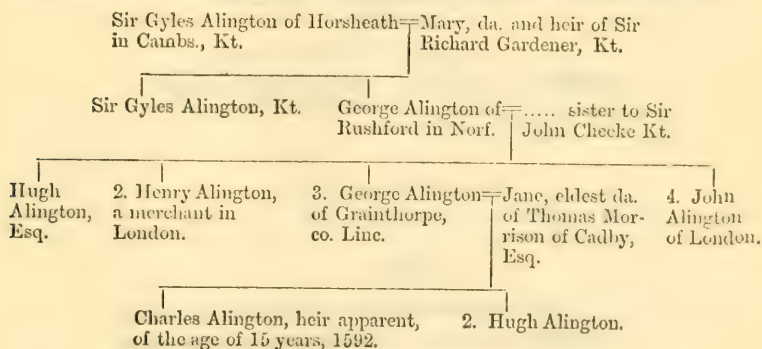 Sir Gyles Alington of Horsheath Mary, da. and heir of Sir
in Cambs., Kt. Richard Gardener, Kt.
Sir Gyles Alington, Kt. George Alington of ..... sister to Sir
Rushford in Norf. John Cheeke Kt.
Hugh 2. Henry Alington, 3. George Alington Jane, eldest da. 4. John
Alington, a merchant in of Grainthorpe, of Thomas Mor- Alington
Esq. London. co. Linc. rison of Cadby, of London.
Esq.
Charles Alington, heir apparent, 2. Hugh Alington.
of the age of 15 years, 1592.